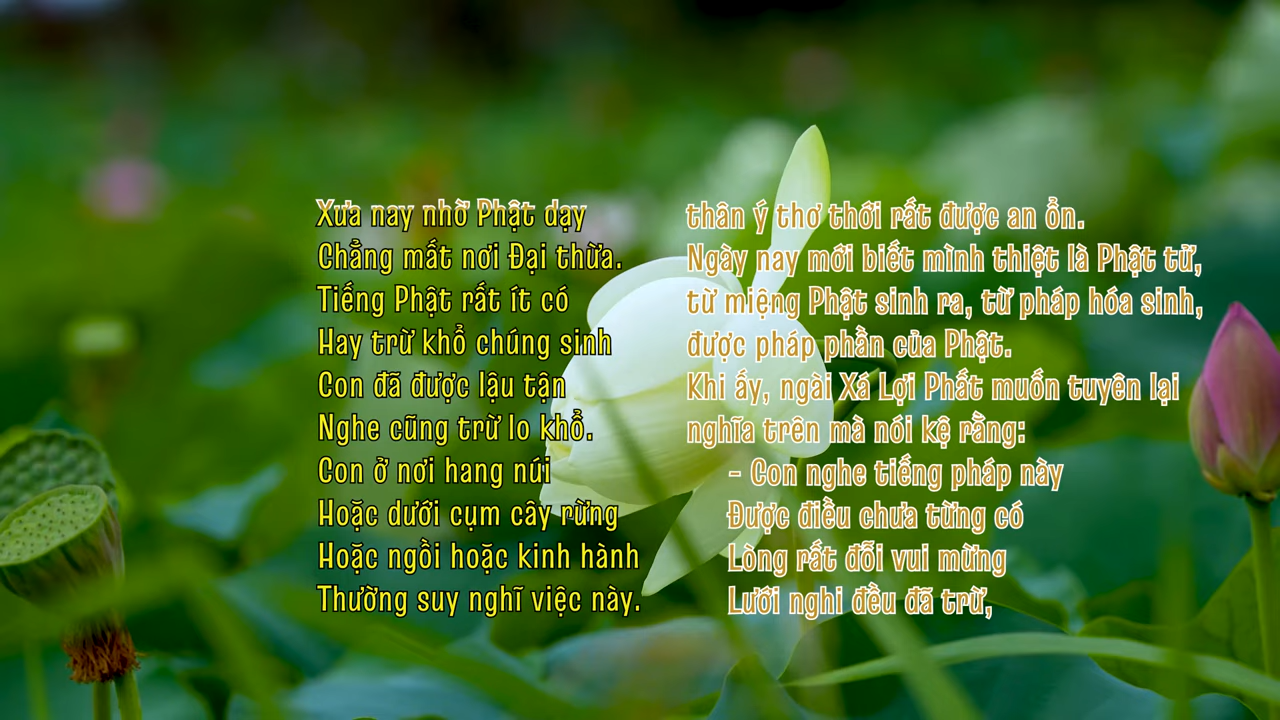 Xưa nay nhờ Phật dạy
Chẳng mất nơi Đại thừa.
Tiếng Phật rất ít có
Hay trừ khổ chúng sinh
Con đã được lậu tận
Nghe cũng trừ lo khổ.
Con ở nơi hang núi
Hoặc dưới cụm cây rừng
Hoặc ngồi hoặc kinh hành
Thường suy nghĩ việc này.
thân ý thơ thới rất được an ổn.
Ngày nay mới biết mình thiệt là Phật tử,
từ miệng Phật sinh ra, từ pháp hóa sinh,
được pháp phần của Phật.
Khi ấy, ngài Xá Lợi Phất muốn tuyên lại
nghĩa trên mà nói kệ rằng:
- Con nghe tiếng pháp này
Được điều chưa từng có
Lòng rất đỗi vui mừng
Lưới nghi đều đã trừ,